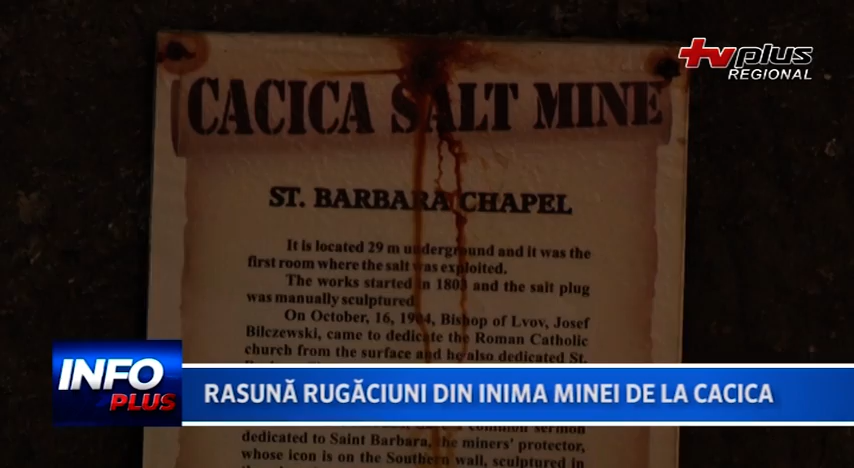 tvplus
REGIONAL
CACICA SALT MINE
ST. BARBARA CHAPEL
It is located 29 m underground and it was the
first room where the salt was exploited.
The works started in 1803 and the salt plug
was manually sculptured.
On October, 16, 1904, Bishop of Lvov, Josef
Bilczewski, came to dedicate the Roman Catholic
church from the surface and he also dedicated St.
INFO
PLUS
RASUNĂ RUGĂCIUNI DIN INIMA MINEI DE LA CACICA
common sermon
dedicated to Saint Barbara, the miners' protector,
whose icon is on the Southern wall, sculptured in